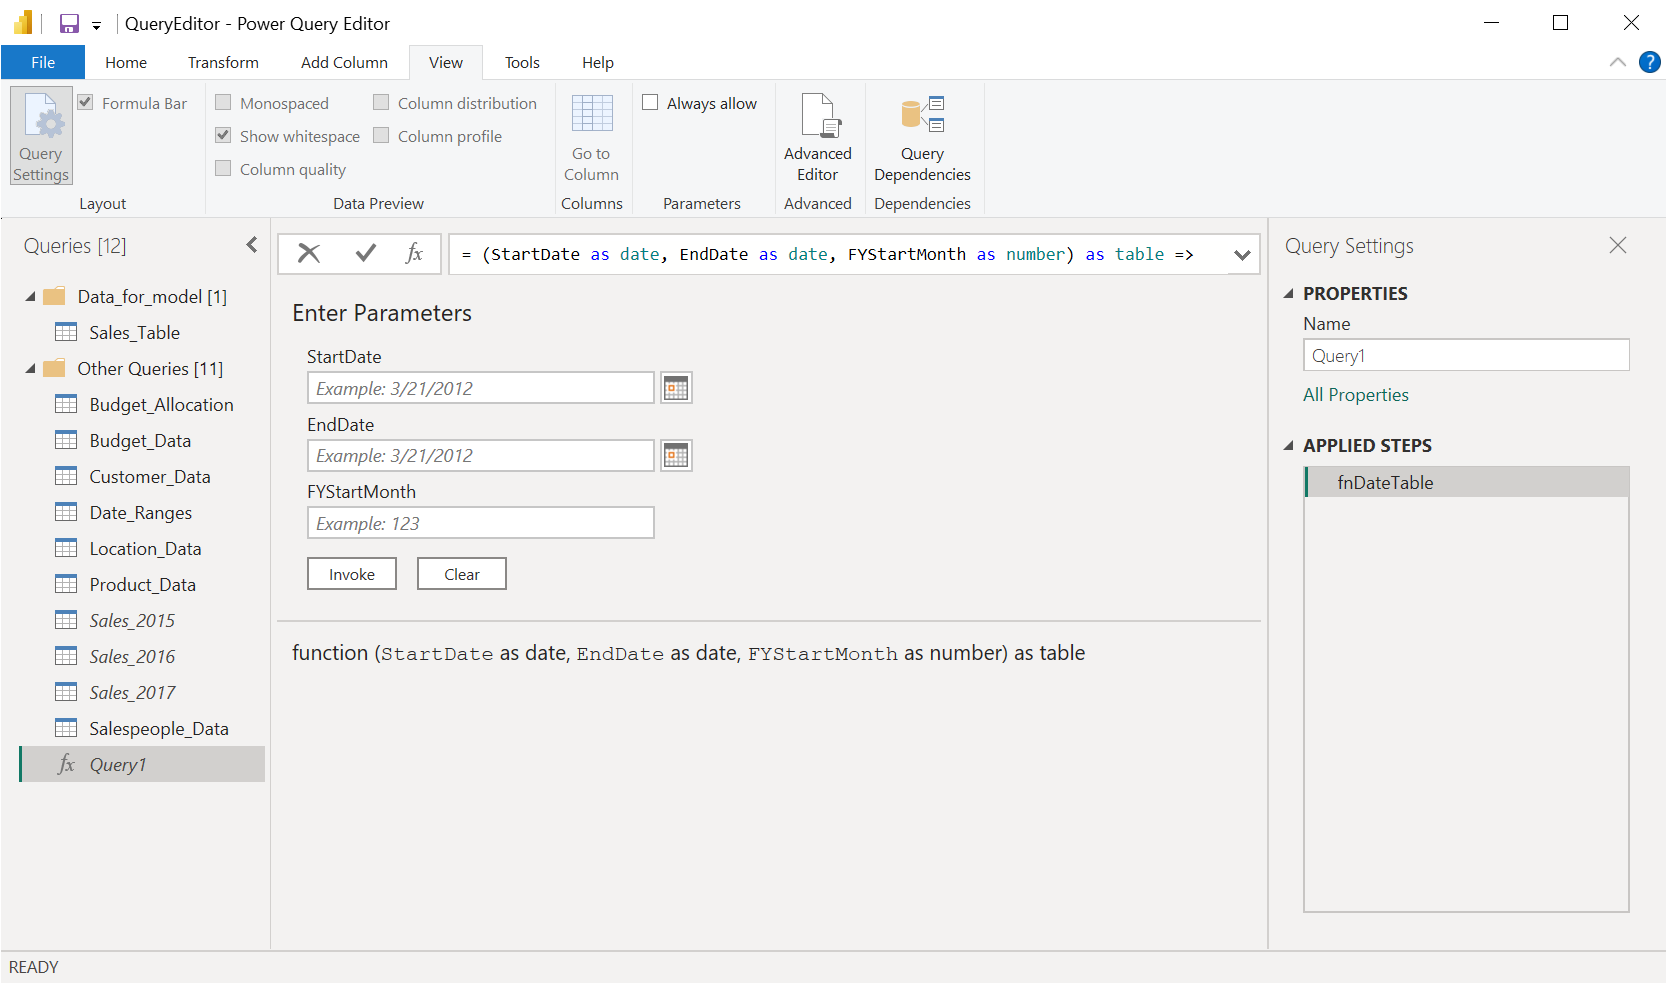 QueryEditor - Power Query Editor
File Home Transform Add Column View Tools Help
?
Query Settings
Formula Bar
Layout
Monospaced
Show whitespace
Column quality
Column distribution
Column profile
Data Preview
Go to Column
Columns
Always allow
Parameters
Advanced Editor
Advanced
Query Dependencies
Dependencies
Queries [12]
Data_for_model [1]
Sales_Table
Other Queries [11]
Budget_Allocation
Budget_Data
Customer_Data
Date_Ranges
Location_Data
Product_Data
Sales_2015
Sales_2016
Sales_2017
Salespeople_Data
fx Query1
fx
= (StartDate as date, EndDate as date, FYStartMonth as number) as table =>
Enter Parameters
StartDate
Example: 3/21/2012
EndDate
Example: 3/21/2012
FYStartMonth
Example: 123
Invoke Clear
function (StartDate as date, EndDate as date, FYStartMonth as number) as table
Query Settings
PROPERTIES
Name
Query1
All Properties
APPLIED STEPS
fnDateTable
READY